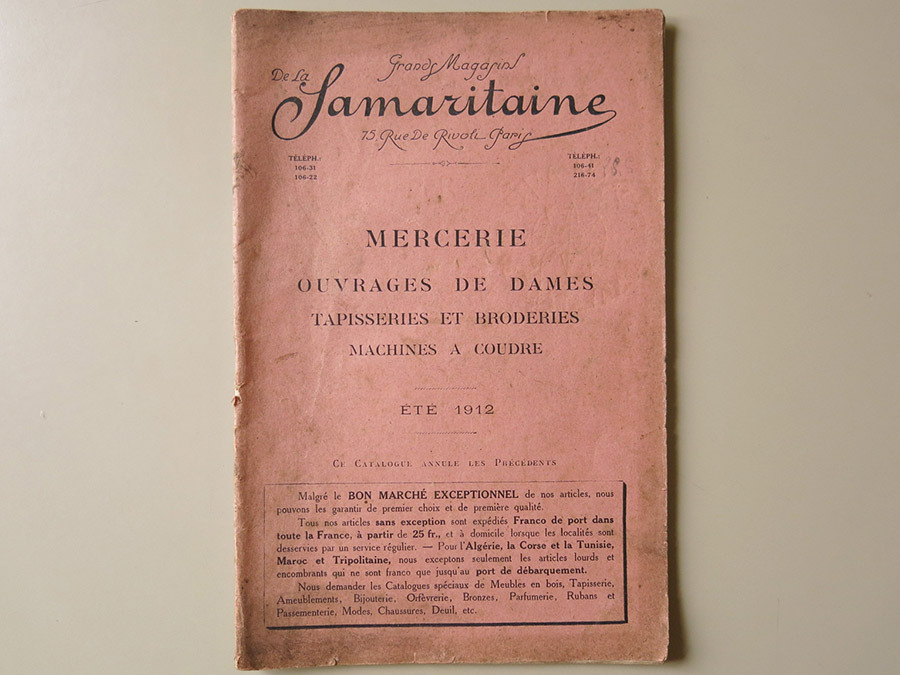 Grands Magasins
De La
Samaritaine
75, Rue De Rivoli Paris
TÉLÉPH.:
106-31
106-22
TÉLÉPH.:
106-41
216-74
MERCERIE
OUVRAGES DE DAMES
TAPISSERIES ET BRODERIES
MACHINES A COUDRE
ÉTÉ 1912
CE CATALOGUE ANNULE LES PRÉCÉDENTS
Malgré le BON MARCHÉ EXCEPTIONNEL de nos articles, nous
pouvons les garantir de premier choix et de première qualité.
Tous nos articles sans exception sont expédiés Franco de port dans
toute la France, à partir de 25 fr., et à domicile lorsque les localités sont
desservies par un service régulier. — Pour l'Algérie, la Corse et la Tunisie,
Maroc et Tripolitaine, nous exceptons seulement les articles lourds et
encombrants qui ne sont franco que jusqu'au port de débarquement.
Nous demander les Catalogues spéciaux de Meubles en bois, Tapisserie,
Ameublements, Bijouterie, Orfèvrerie, Bronzes, Parfumerie, Rubans et
Passementerie, Modes, Chaussures, Deuil, etc.